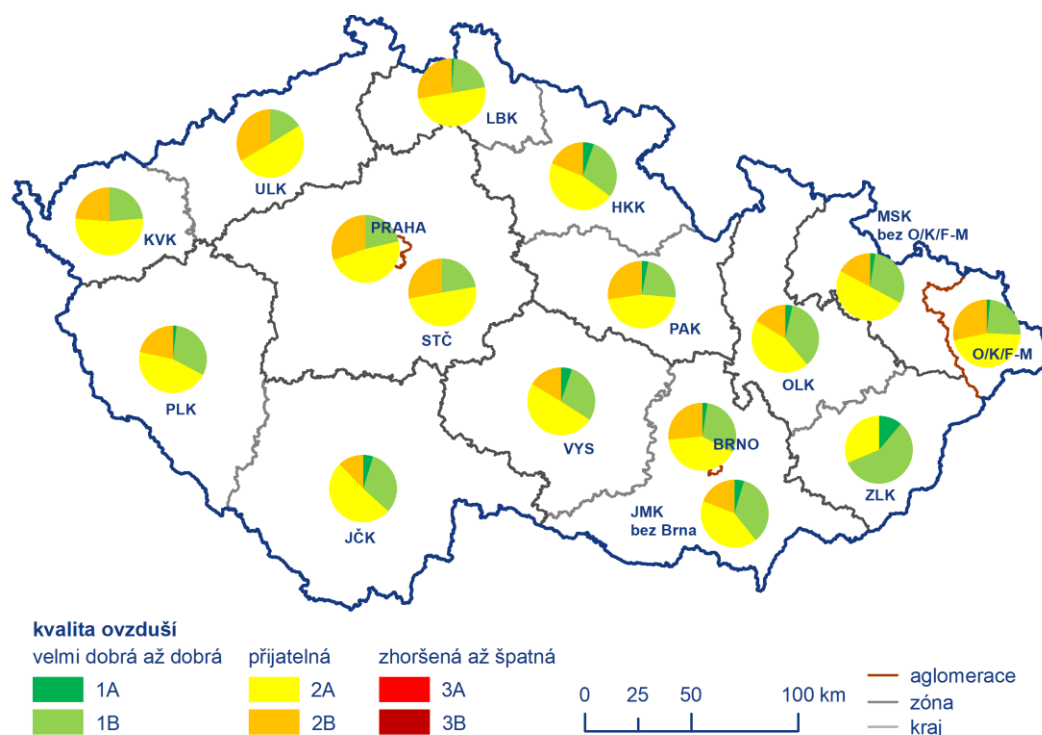 LBK
ULK
HKK
KVK
PRAHA
MSK
bez O/K/F-M
STČ
PAK
O/K/F-M
PLK
OLK
VYS
BRNO
ZLK
JČK
JMK
bez Brna
kvalita ovzduší
velmi dobrá až dobrá
1A
1B
přijatelná
2A
2B
zhoršená až špatná
3A
3B
0 25 50 100 km
aglomerace
zóna
kraj